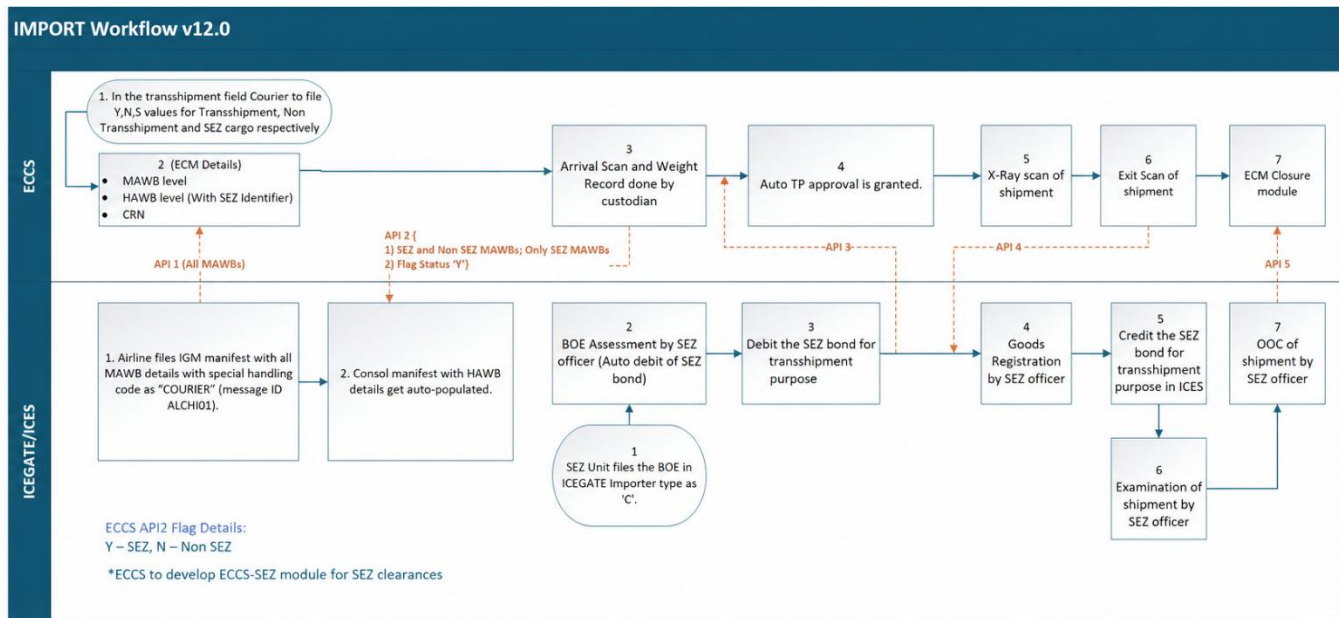 IMPORT Workflow v12.0
ECCS
1. In the transshipment field Courier to file
Y,N,S values for Transshipment, Non
Transshipment and SEZ cargo respectively
2 (ECM Details)
• MAWB level
• HAWB level (With SEZ Identifier)
• CRN
3
Arrival Scan and Weight
Record done by
custodian
4
Auto TP approval is granted.
5
X-Ray scan of
shipment
6
Exit Scan of
shipment
7
ECM Closure
module
API 1 (All MAWBs)
API 2 {
1) SEZ and Non SEZ MAWBs; Only SEZ MAWBs
2) Flag Status ‘Y’}
API 3
API 4
API 5
ICEGATE/ICES
1. Airline files IGM manifest with all
MAWB details with special handling
code as “COURIER” (message ID
ALCHI01).
2. Consol manifest with HAWB
details get auto-populated.
2
BOE Assessment by SEZ
officer (Auto debit of SEZ
bond)
3
Debit the SEZ bond for
transshipment
purpose
4
Goods
Registration
by SEZ officer
5
Credit the SEZ
bond for
transshipment
purpose in ICES
7
OOC of
shipment by
SEZ officer
1
SEZ Unit files the BOE in
ICEGATE Importer type as
'C'.
6
Examination of
shipment by
SEZ officer
ECCS API2 Flag Details:
Y – SEZ, N – Non SEZ
*ECCS to develop ECCS-SEZ module for SEZ clearances